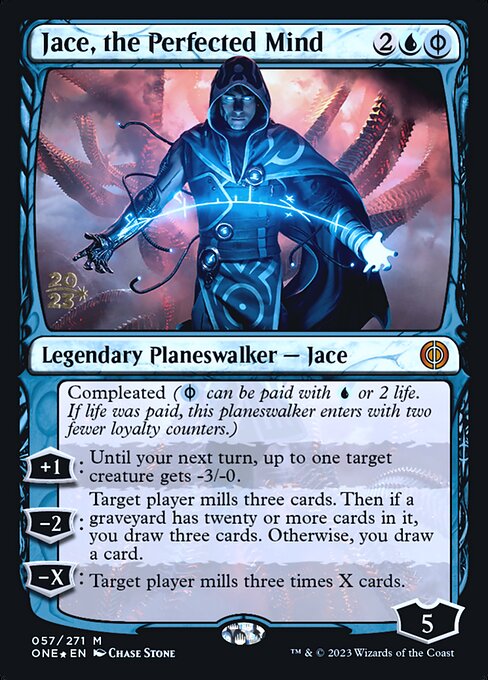 Jace, the Perfected Mind 2
20
23
Legendary Planeswalker — Jace
Compleated ( can be paid with or 2 life.
If life was paid, this planeswalker enters with two
fewer loyalty counters.)
+1 : Until your next turn, up to one target
creature gets -3/-0.
Target player mills three cards. Then if a
−2 : graveyard has twenty or more cards in it,
you draw three cards. Otherwise, you draw
a card.
−X : Target player mills three times X cards.
5
057/271 M
ONE★EN Chase Stone
™ & © 2023 Wizards of the Coast